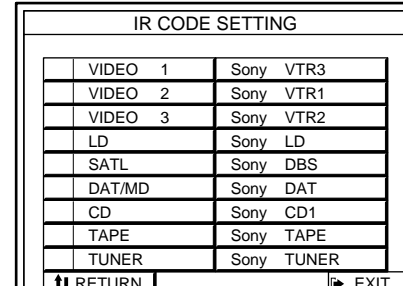 IR CODE SETTING
VIDEO 1 Sony VTR3
VIDEO 2 Sony VTR1
VIDEO 3 Sony VTR2
LD Sony LD
SATL Sony DBS
DAT/MD Sony DAT
CD Sony CD1
TAPE Sony TAPE
TUNER Sony TUNER
RETURN EXIT